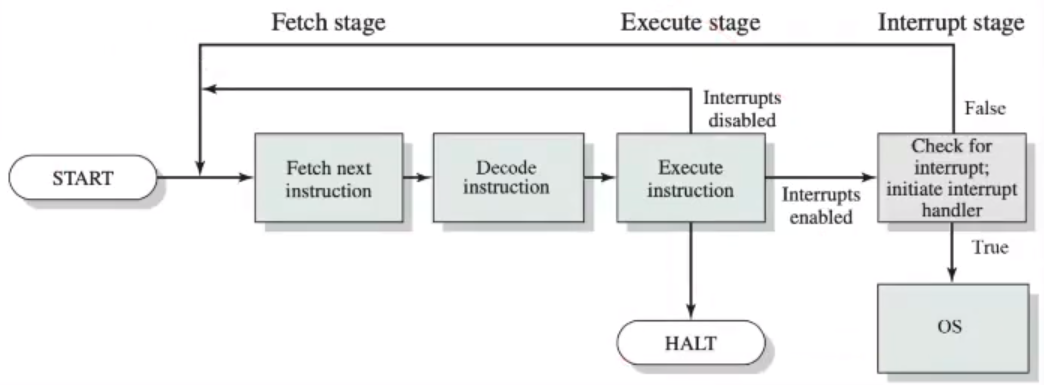 Fetch stage
Execute stage
Interrupt stage
Interrupts
disabled
False
START
Fetch next
instruction
Decode
instruction
Execute
instruction
Interrupts
enabled
Check for
interrupt;
initiate interrupt
handler
True
HALT
OS